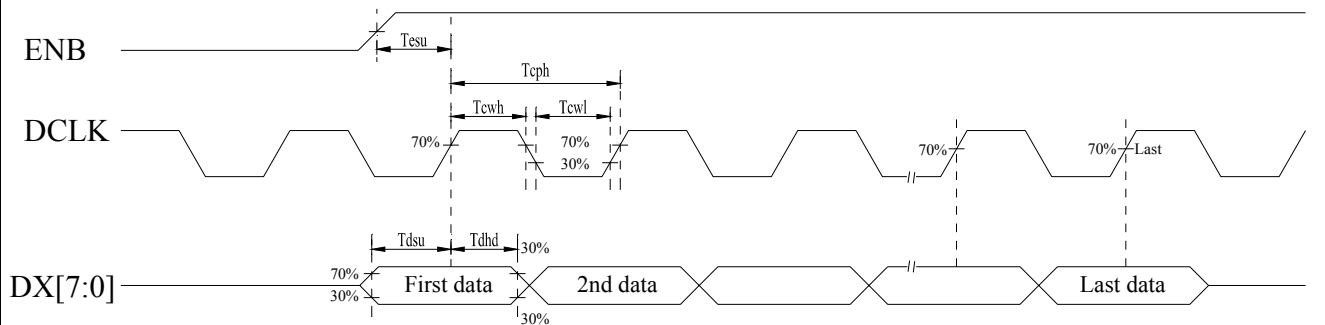 ENB
Tesu
Tcph
Tcwh
Tcwl
DCLK
70%
70%
30%
70%
70%
Last
Tdsu
Tdhd
30%
70%
30%
DX[7:0]
First data
2nd data
Last data
30%